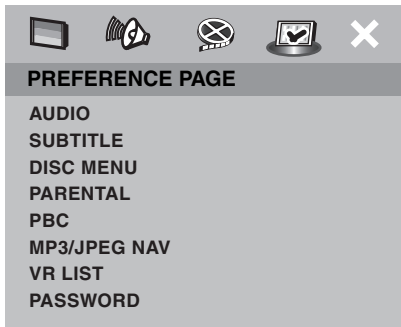 PREFERENCE PAGE
AUDIO
SUBTITLE
DISC MENU
PARENTAL
PBC
MP3/JPEG NAV
VR LIST
PASSWORD